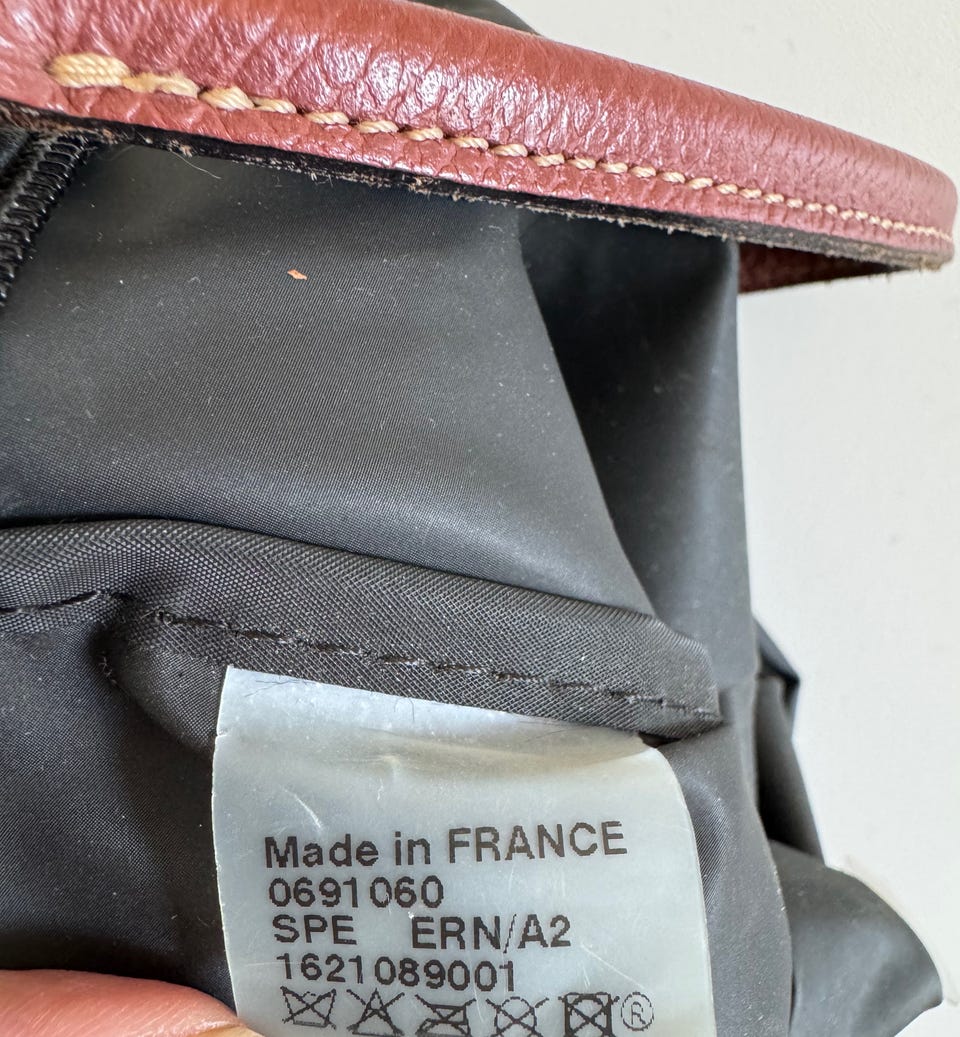 Made in FRANCE
0691060
SPE ERN/A2
1621089001
®